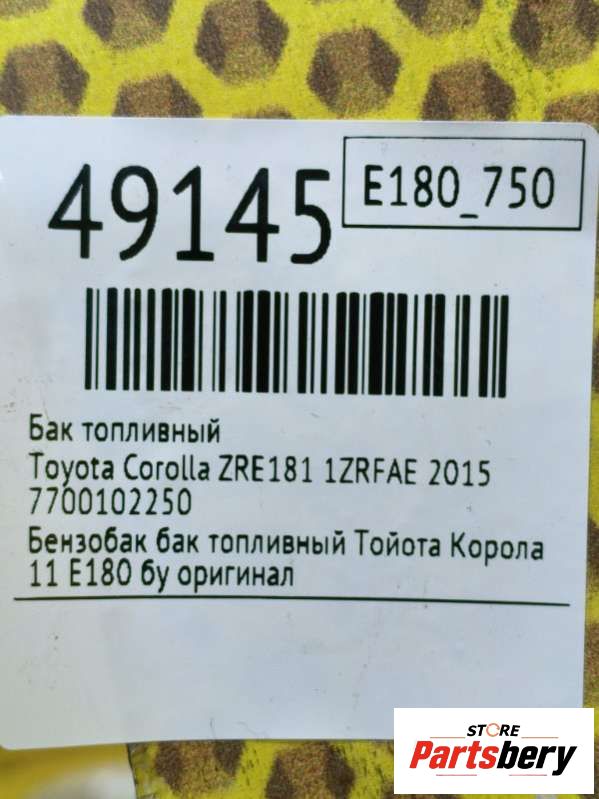 49145
E180_750
Бак топливный
Toyota Corolla ZRE181 1ZRFAE 2015
7700102250
Бензобак бак топливный Тойота Корола
11 E180 бу оригинал
STORE
Partsbery